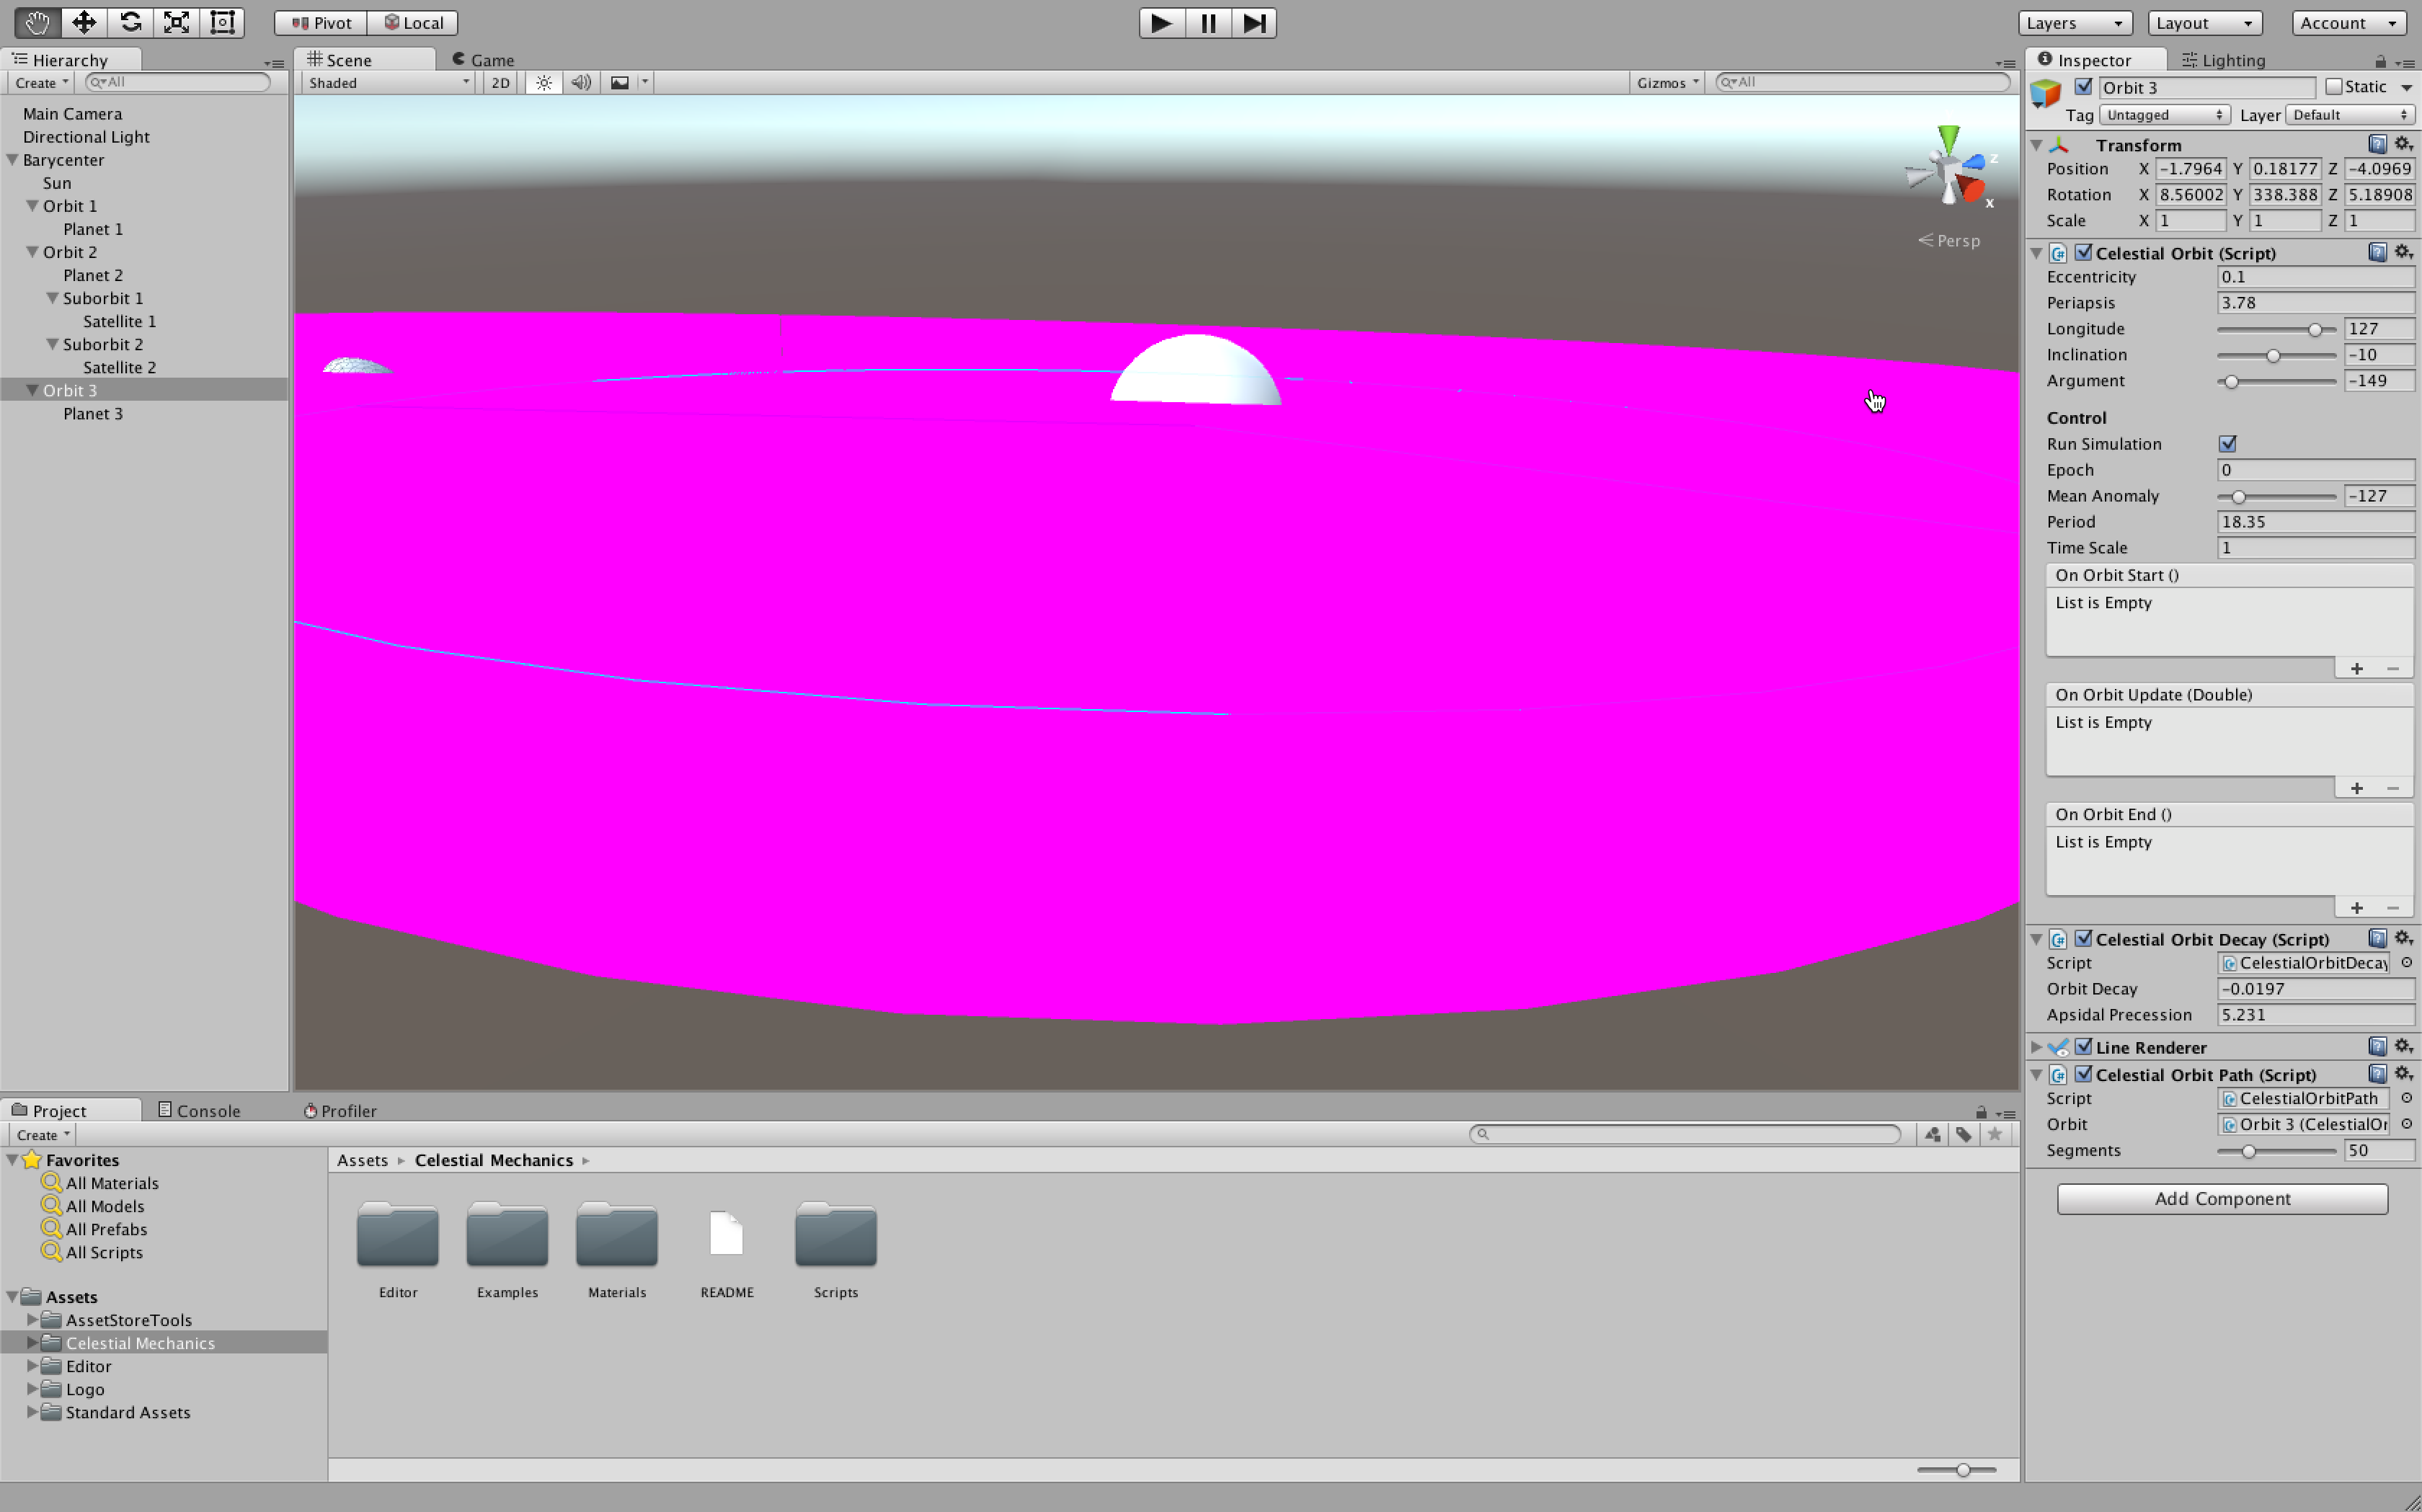 Pivot Local Layers Layout Account
Hierarchy
Create All
Main Camera
Directional Light
Barycenter
Sun
Orbit 1
Planet 1
Orbit 2
Planet 2
Suborbit 1
Satellite 1
Suborbit 2
Satellite 2
Orbit 3
Planet 3
Scene Game
Shaded 2D Gizmos All
z
x
Persp
Inspector Lighting
Orbit 3 Static
Tag Untagged Layer Default
Transform
Position X -1.7964 Y 0.18177 Z -4.0969
Rotation X 8.56002 Y 338.388 Z 5.18908
Scale X 1 Y 1 Z 1
Celestial Orbit (Script)
Eccentricity 0.1
Periapsis 3.78
Longitude 127
Inclination -10
Argument -149
Control
Run Simulation
Epoch 0
Mean Anomaly -127
Period 18.35
Time Scale 1
On Orbit Start ()
List is Empty
+ −
On Orbit Update (Double)
List is Empty
+ −
On Orbit End ()
List is Empty
+ −
Celestial Orbit Decay (Script)
Script CelestialOrbitDecay
Orbit Decay -0.0197
Apsidal Precession 5.231
Line Renderer
Celestial Orbit Path (Script)
Script CelestialOrbitPath
Orbit Orbit 3 (CelestialOr
Segments 50
Add Component
Project Console Profiler
Create
Favorites
All Materials
All Models
All Prefabs
All Scripts
Assets
AssetStoreTools
Celestial Mechanics
Editor
Logo
Standard Assets
Assets Celestial Mechanics
Editor Examples Materials README Scripts